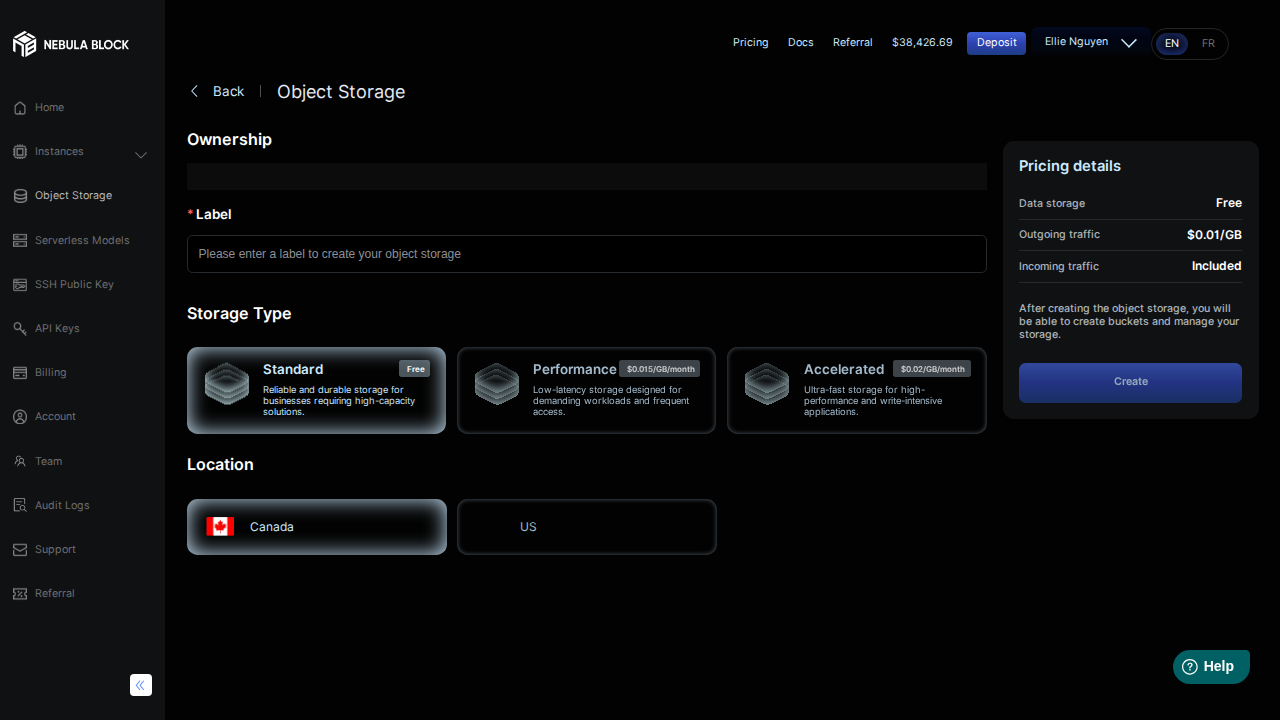 NEBULA BLOCK
Home
Instances
Object Storage
Serverless Models
SSH Public Key
API Keys
Billing
Account
Team
Audit Logs
Support
Referral
Pricing
Docs
Referral
$38,426.69
Deposit
Ellie Nguyen
EN
FR
Back
Object Storage
Ownership
* Label
Please enter a label to create your object storage
Storage Type
Standard
Free
Reliable and durable storage for
businesses requiring high-capacity
solutions.
Performance
$0.015/GB/month
Low-latency storage designed for
demanding workloads and frequent
access.
Accelerated
$0.02/GB/month
Ultra-fast storage for high-
performance and write-intensive
applications.
Location
Canada
US
Pricing details
Data storage Free
Outgoing traffic $0.01/GB
Incoming traffic Included
After creating the object storage, you will
be able to create buckets and manage your
storage.
Create
Help